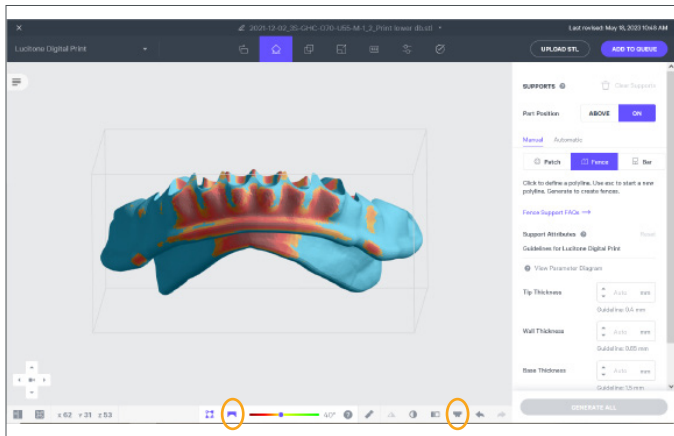 2021-12-02_3S-GHC-070-U55-M-1_2_Print lower db.stl
Last revised: May 18, 2023 10:49 AM
Lucitone Digital Print
UPLOAD STL
ADD TO QUEUE
SUPPORTS
Clear Supports
Part Position
ABOVE
ON
Manual
Automatic
Patch
Fence
Bar
Click to define a polyline. Use esc to start a new
polyline. Generate to create fences.
Fence Support FAQs →
Support Attributes
Reset
Guidelines for Lucitone Digital Print
View Parameter Diagram
Tip Thickness
Auto mm
Guideline: 0.4 mm
Wall Thickness
Auto mm
Guideline: 0.65 mm
Base Thickness
Auto mm
Guideline: 1.5 mm
GENERATE ALL
x 62 y 31 z 53
40°